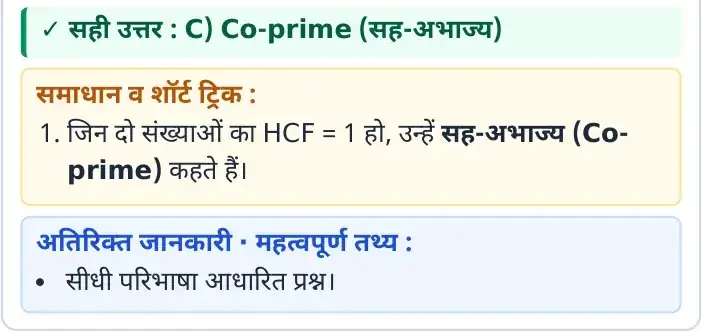 ✓ सही उत्तर : C) Co-prime (सह-अभाज्य)
समाधान व शॉर्ट ट्रिक :
1. जिन दो संख्याओं का HCF = 1 हो, उन्हें सह-अभाज्य (Co-
prime) कहते हैं।
अतिरिक्त जानकारी · महत्वपूर्ण तथ्य :
• सीधी परिभाषा आधारित प्रश्न।